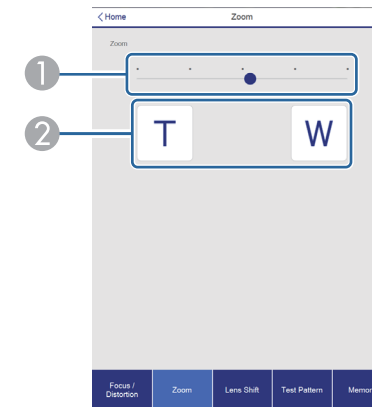 < Home
Zoom
Zoom
1
2
T
W
Focus /
Distortion
Zoom
Lens Shift
Test Pattern
Memor